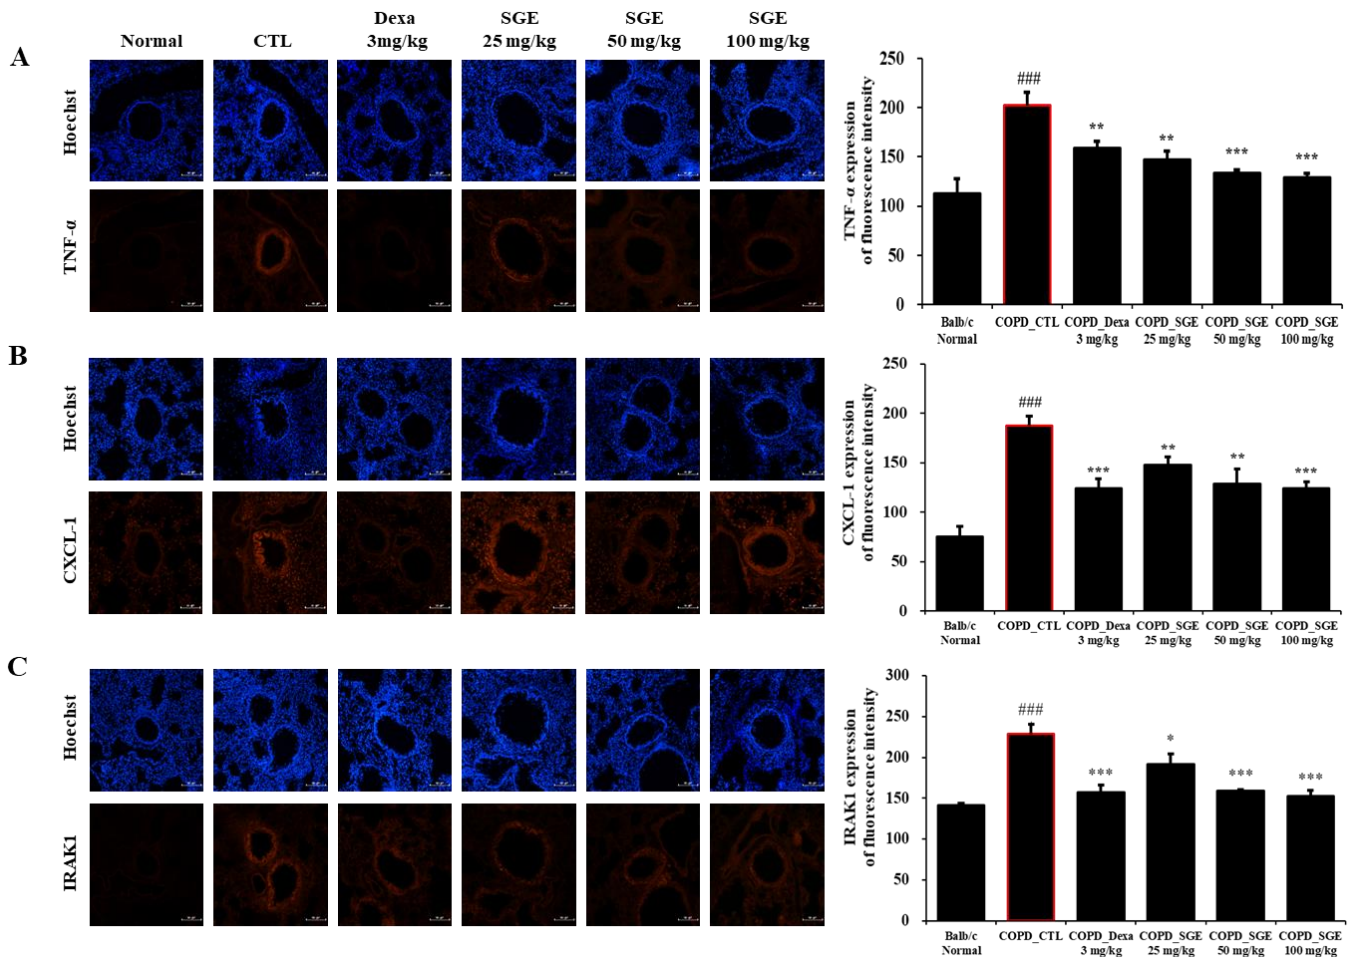 Normal
CTL
Dexa
3mg/kg
SGE
25 mg/kg
SGE
50 mg/kg
SGE
100 mg/kg
A
Hoechst
TNF-α
TNF-α expression
of fluorescence intensity
250
200
150
100
50
0
###
**
**
***
***
Balb/c
Normal
COPD_CTL
COPD_Dexa
3 mg/kg
COPD_SGE
25 mg/kg
COPD_SGE
50 mg/kg
COPD_SGE
100 mg/kg
B
Hoechst
CXCL-1
CXCL-1 expression
of fluorescence intensity
250
200
150
100
50
0
###
***
**
**
***
Balb/c
Normal
COPD_CTL
COPD_Dexa
3 mg/kg
COPD_SGE
25 mg/kg
COPD_SGE
50 mg/kg
COPD_SGE
100 mg/kg
C
Hoechst
IRAK1
IRAK1 expression
of fluorescence intensity
300
250
200
150
100
50
0
###
***
*
***
***
Balb/c
Normal
COPD_CTL
COPD_Dexa
3 mg/kg
COPD_SGE
25 mg/kg
COPD_SGE
50 mg/kg
COPD_SGE
100 mg/kg